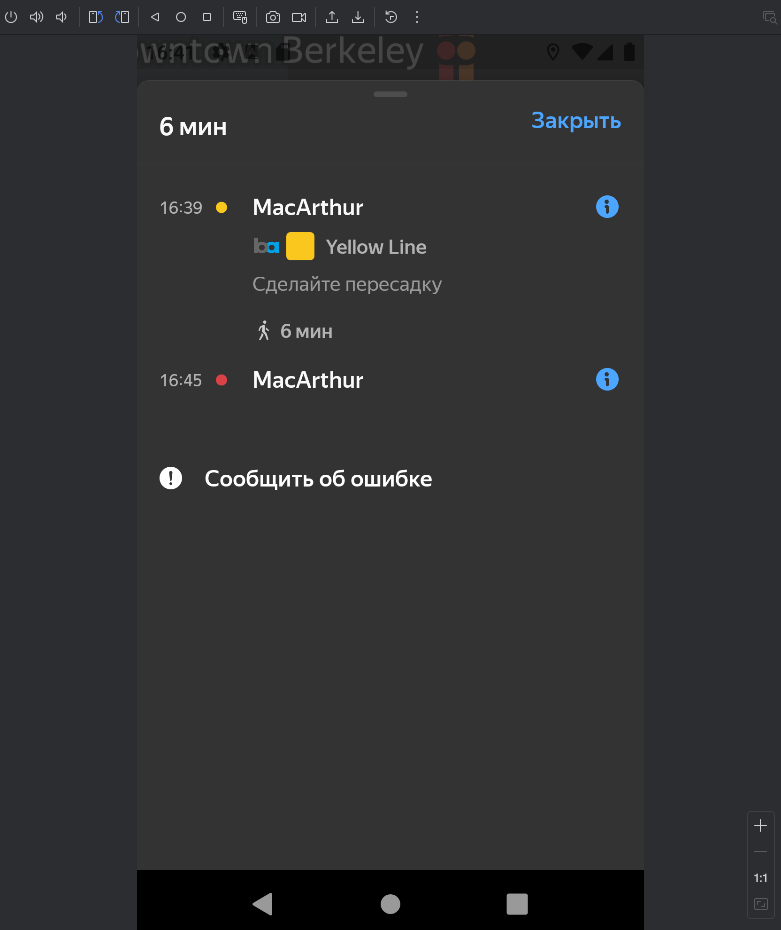 wntown Berkeley
6 мин
Закрыть
16:39
MacArthur
ba
Yellow Line
Сделайте пересадку
6 мин
16:45
MacArthur
Сообщить об ошибке
1:1